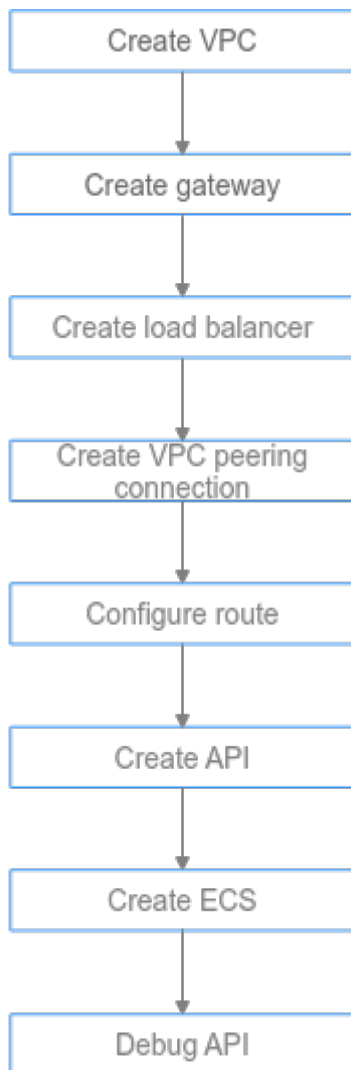 Create VPC
Create gateway
Create load balancer
Create VPC peering
connection
Configure route
Create API
Create ECS
Debug API